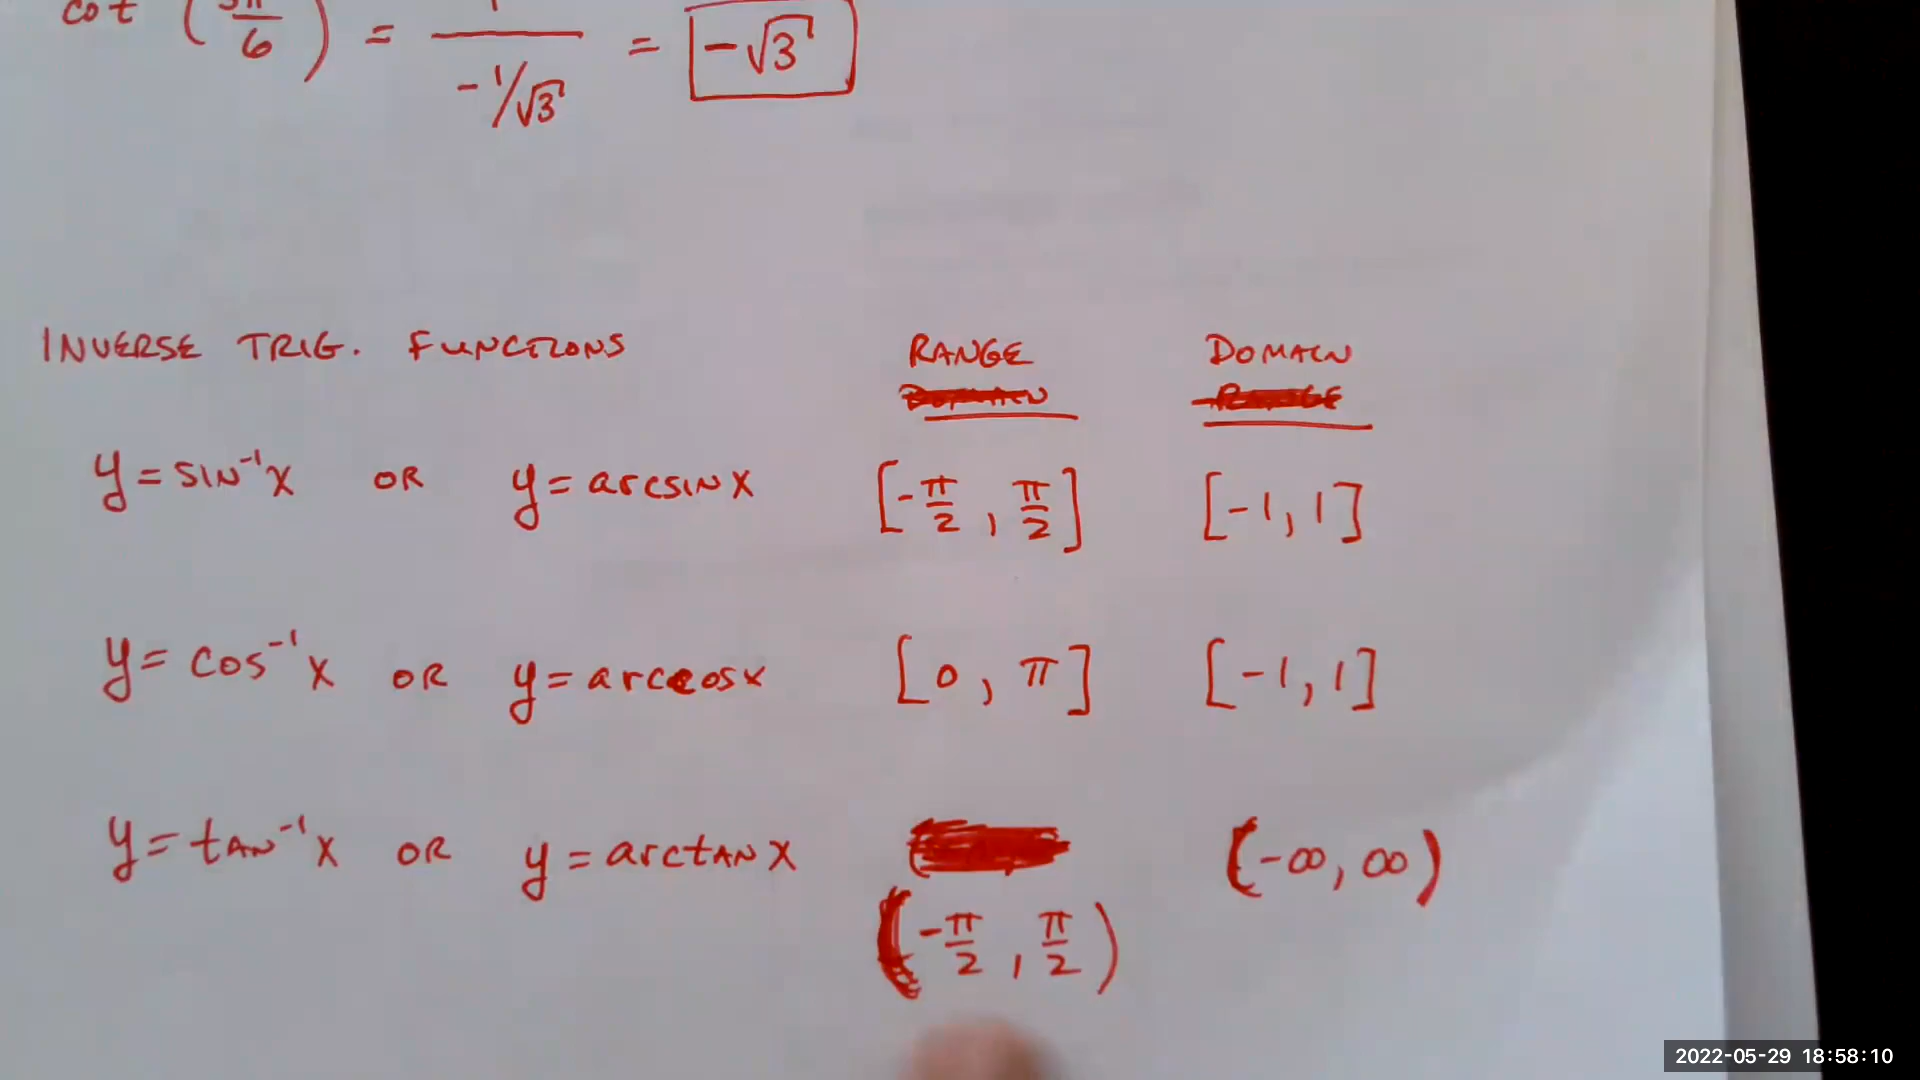 cot (5π/6) = 1/(-1/√3) = -√3
INVERSE TRIG. FUNCTIONS RANGE DOMAIN
y = sin⁻¹x OR y = arcsin x [-π/2, π/2] [-1, 1]
y = cos⁻¹x OR y = arccosx [0, π] [-1, 1]
y = tan⁻¹x OR y = arctan x (-∞, ∞)
(-π/2, π/2)
2022-05-29 18:58:10